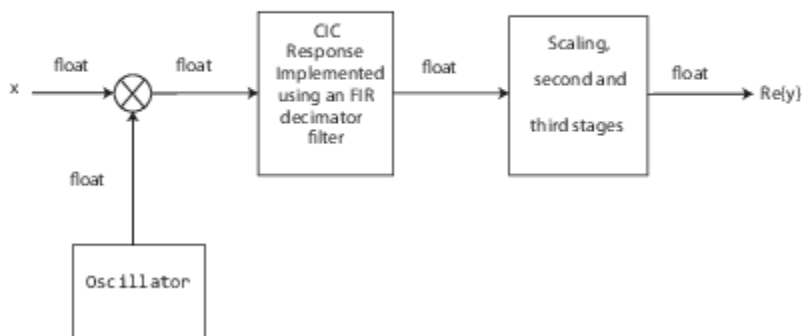 x
float
float
CIC
Response
Implemented
using an FIR
decimator
filter
float
Scaling,
second and
third stages
float
Re{y}
float
Oscillator